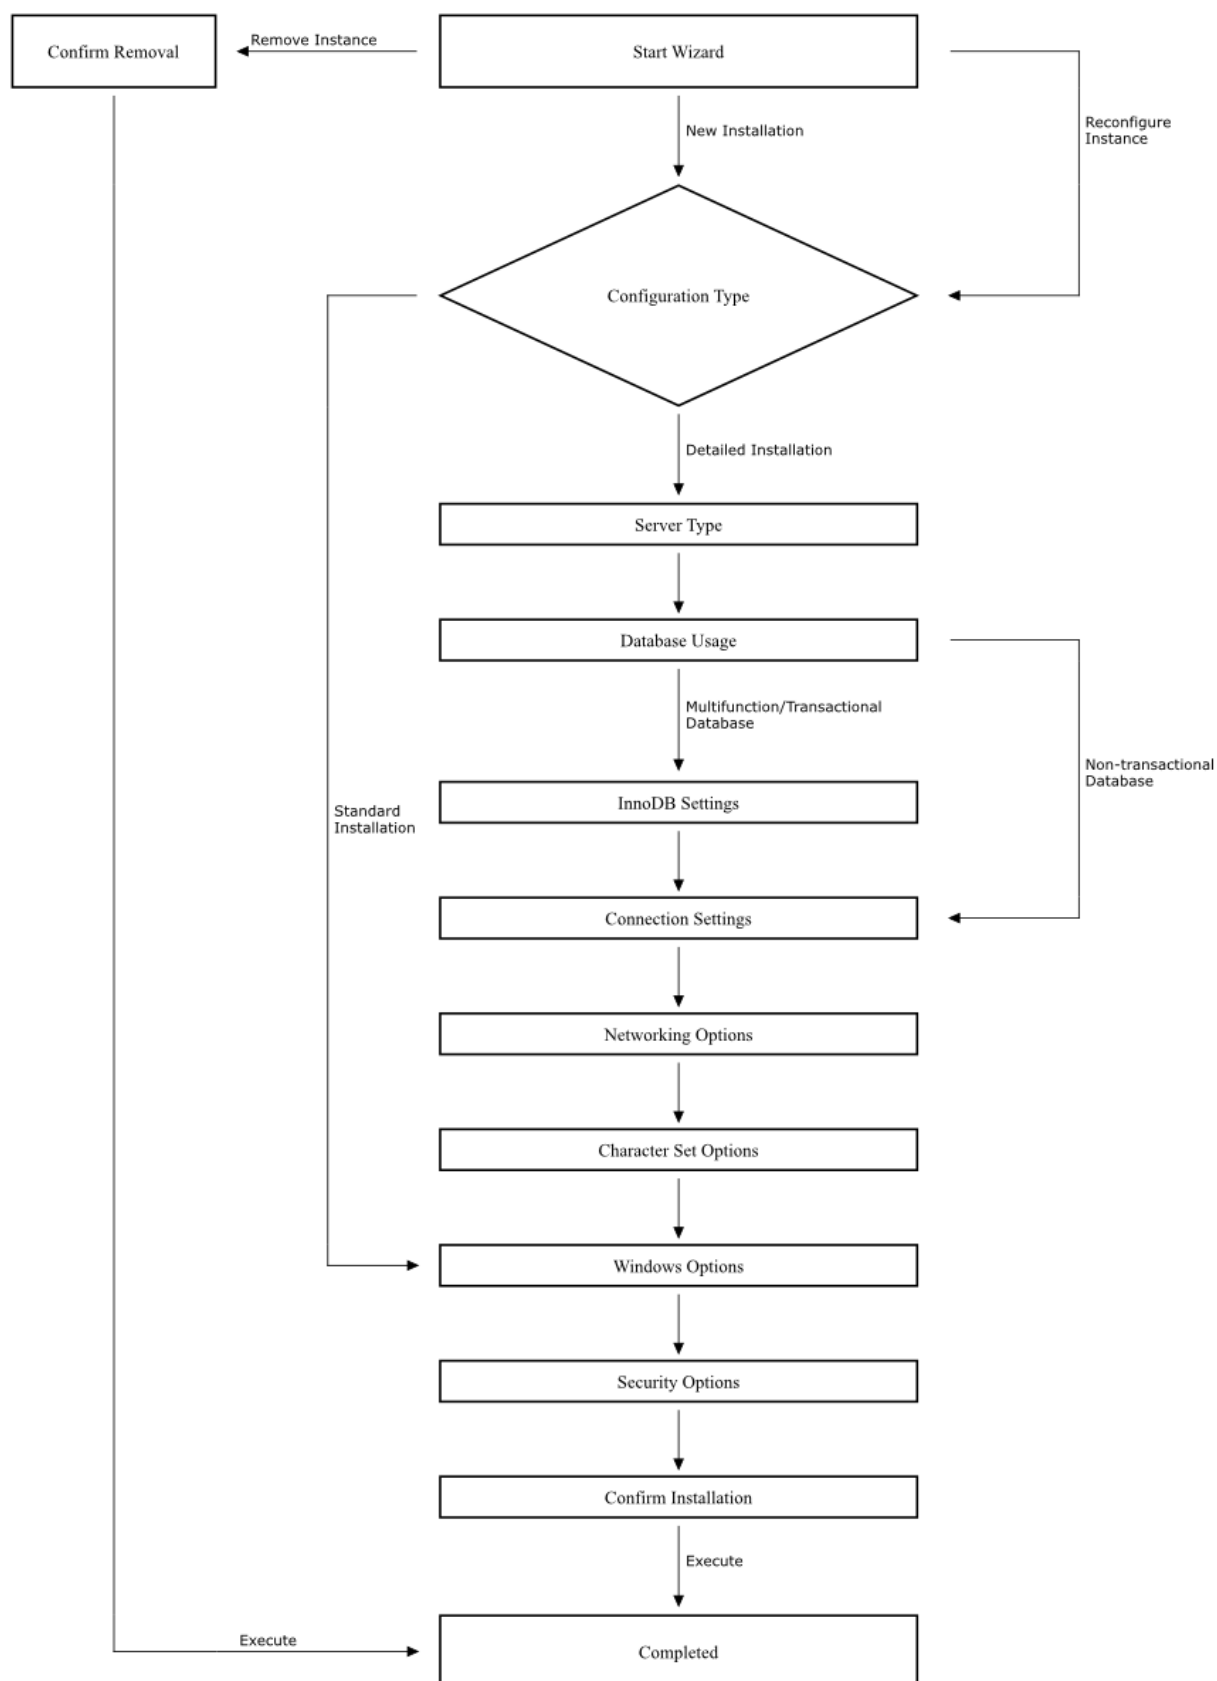 Confirm Removal
Remove Instance
Start Wizard
New Installation
Reconfigure
Instance
Configuration Type
Detailed Installation
Server Type
Database Usage
Multifunction/Transactional
Database
Non-transactional
Database
InnoDB Settings
Standard
Installation
Connection Settings
Networking Options
Character Set Options
Windows Options
Security Options
Confirm Installation
Execute
Execute
Completed